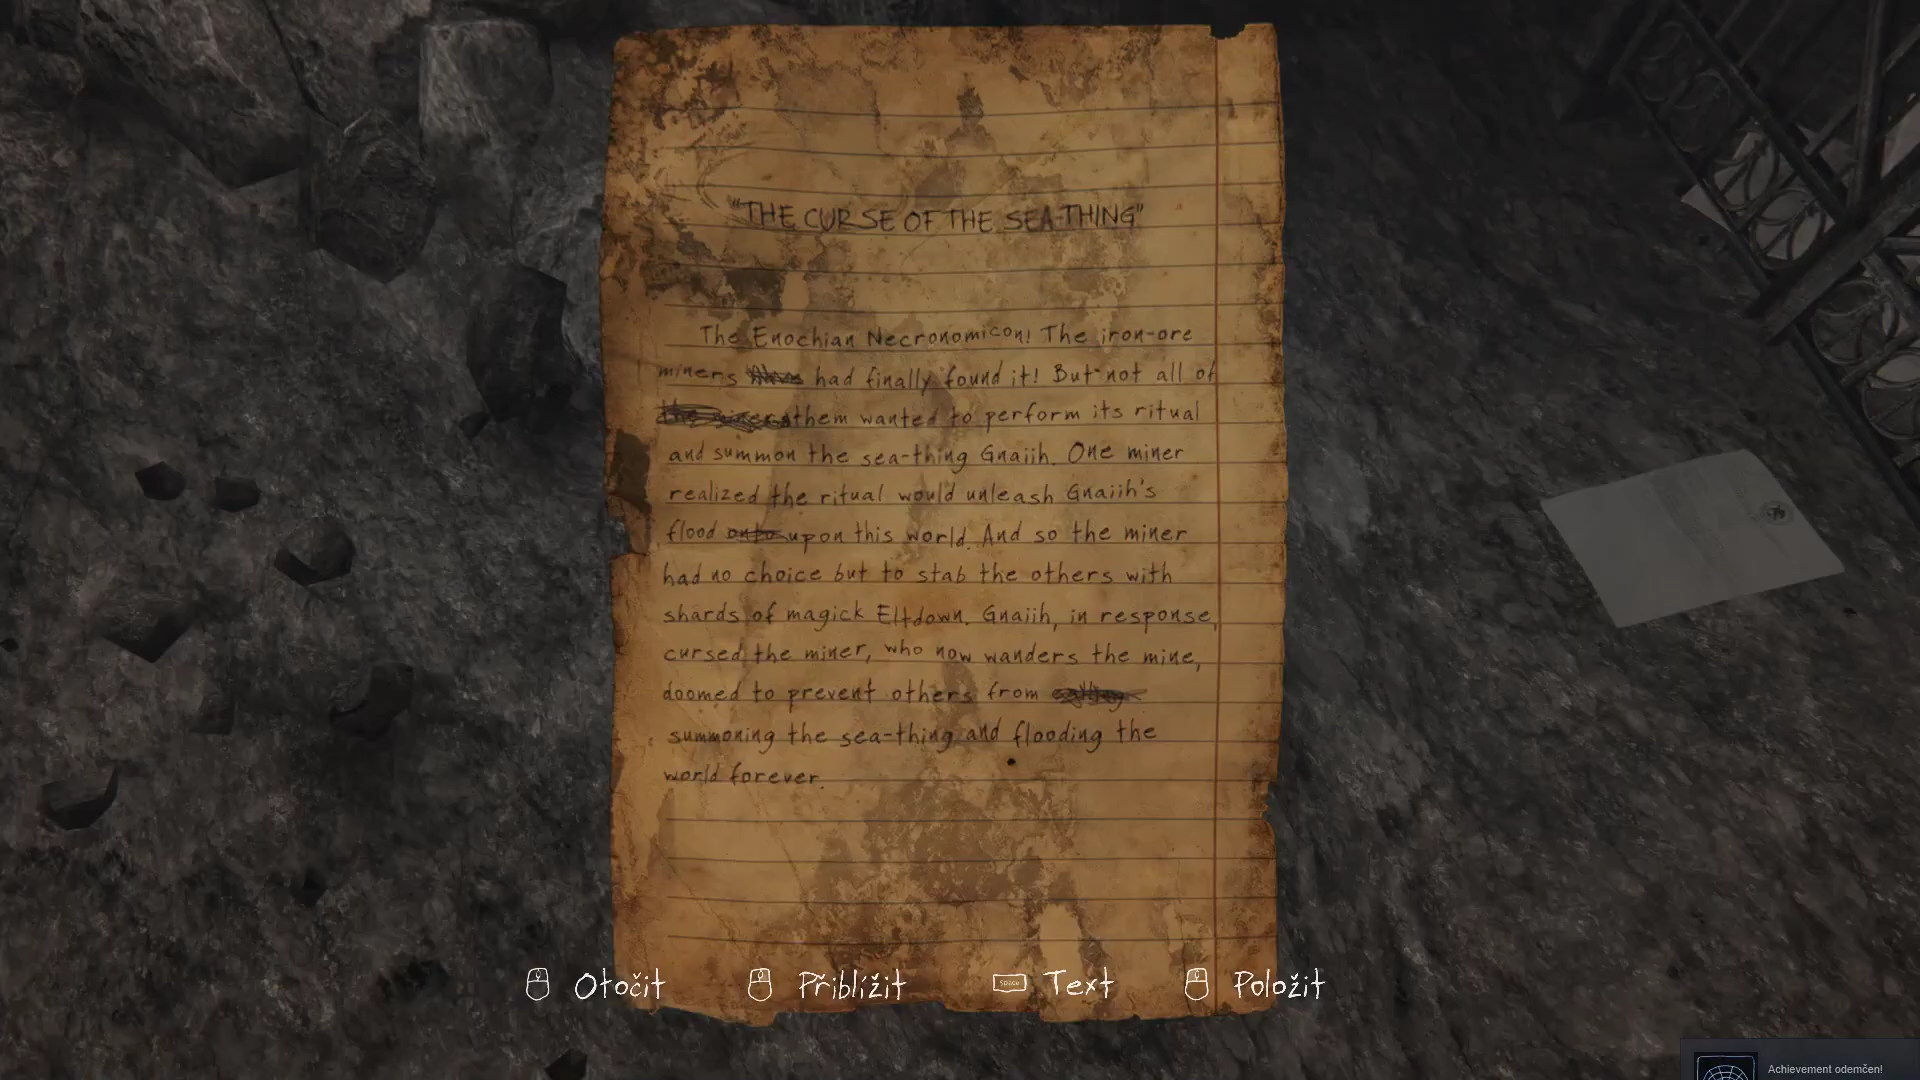 "THE CURSE OF THE SEA-THING"
The Enochian Necronomicon! The iron-ore
miners had finally found it! But not all of
the miners them wanted to perform its ritual
and summon the sea-thing Gnaiih. One miner
realized the ritual would unleash Gnaiih's
flood onto upon this world. And so the miner
had no choice but to stab the others with
shards of magick Eltdown. Gnaiih, in response,
cursed the miner, who now wanders the mine,
doomed to prevent others from
summoning the sea-thing and flooding the
world forever.
Otočit Přiblížit Space Text Položit
Achievement odemčen!